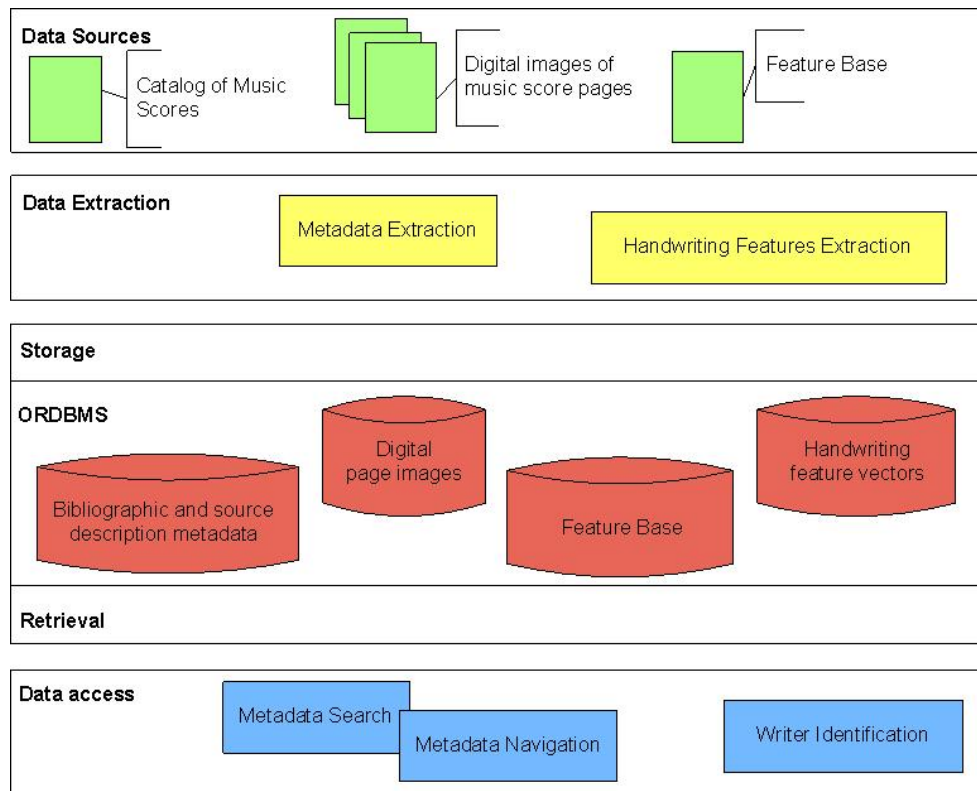 Data Sources
Catalog of Music
Scores
Digital images of
music score pages
Feature Base
Data Extraction
Metadata Extraction
Handwriting Features Extraction
Storage
ORDBMS
Bibliographic and source
description metadata
Digital
page images
Feature Base
Handwriting
feature vectors
Retrieval
Data access
Metadata Search
Metadata Navigation
Writer Identification